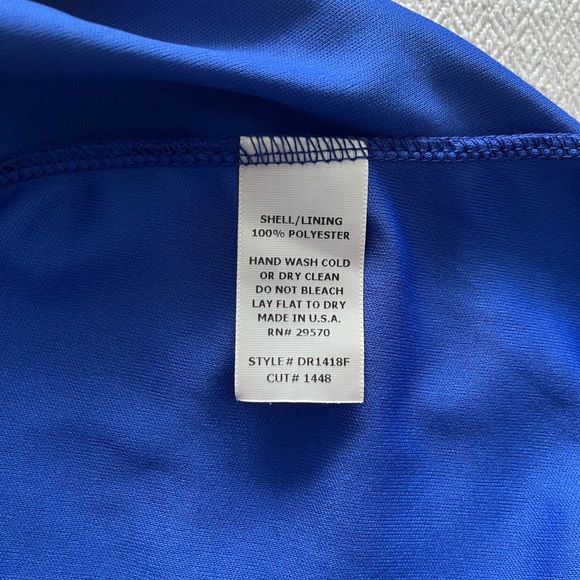 SHELL/LINING
100% POLYESTER
HAND WASH COLD
OR DRY CLEAN
DO NOT BLEACH
LAY FLAT TO DRY
MADE IN U.S.A.
RN# 29570
STYLE# DR1418F
CUT# 1448